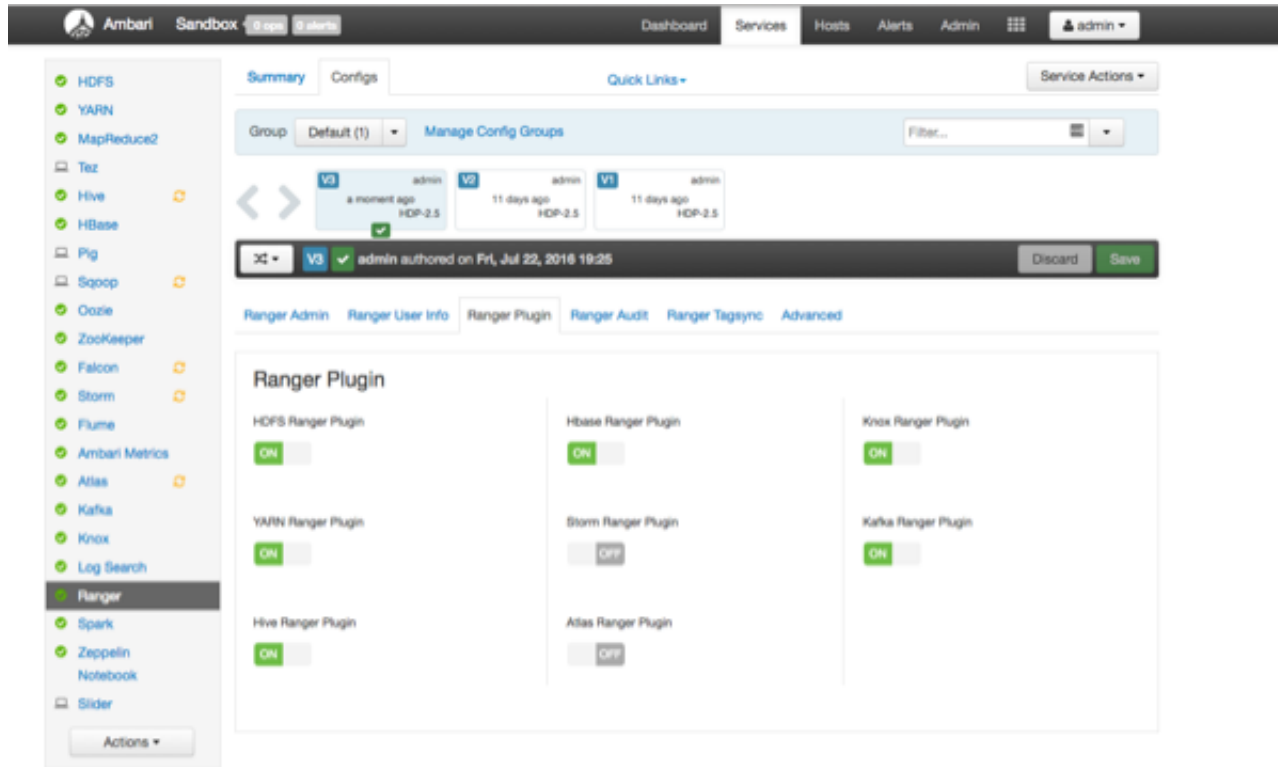 Ambari Sandbox 0 ops 0 alerts Dashboard Services Hosts Alerts Admin admin
HDFS
YARN
MapReduce2
Tez
Hive
HBase
Pig
Sqoop
Oozie
ZooKeeper
Falcon
Storm
Flume
Ambari Metrics
Atlas
Kafka
Knox
Log Search
Ranger
Spark
Zeppelin
Notebook
Slider
Actions
Summary Configs Quick Links Service Actions
Group Default (1) Manage Config Groups Filter...
V3 admin
a moment ago
HDP-2.5
V2 admin
11 days ago
HDP-2.5
V1 admin
11 days ago
HDP-2.5
V3 admin authored on Fri, Jul 22, 2016 19:25 Discard Save
Ranger Admin Ranger User Info Ranger Plugin Ranger Audit Ranger Tagsync Advanced
Ranger Plugin
HDFS Ranger Plugin Hbase Ranger Plugin Knox Ranger Plugin
ON ON ON
YARN Ranger Plugin Storm Ranger Plugin Kafka Ranger Plugin
ON OFF ON
Hive Ranger Plugin Atlas Ranger Plugin
ON OFF